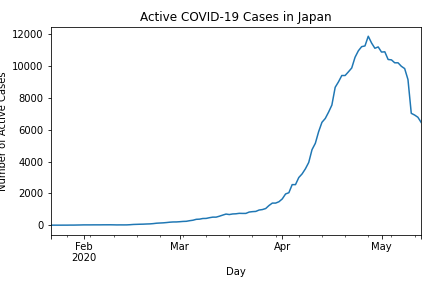 Active COVID-19 Cases in Japan
Number of Active Cases
12000
10000
8000
6000
4000
2000
0
Feb
2020
Mar
Apr
May
Day